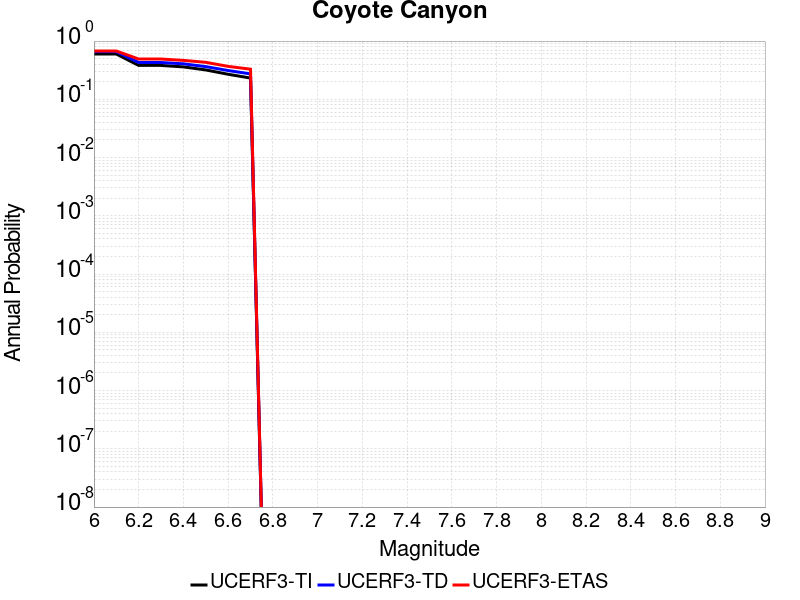 Coyote Canyon
Annual Probability
10^0
10^-1
10^-2
10^-3
10^-4
10^-5
10^-6
10^-7
10^-8
6 6.2 6.4 6.6 6.8 7 7.2 7.4 7.6 7.8 8 8.2 8.4 8.6 8.8 9
Magnitude
UCERF3-TI UCERF3-TD UCERF3-ETAS